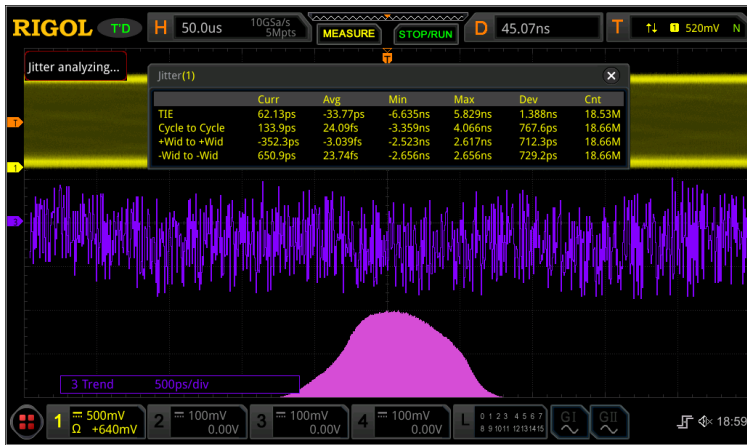 RIGOL T'D H 50.0us 10GSa/s 5Mpts MEASURE STOP/RUN D 45.07ns T 1 520mV N
T
Jitter analyzing...
Jitter(1)
Curr Avg Min Max Dev Cnt
TIE 62.13ps -33.77ps -6.635ns 5.829ns 1.388ns 18.53M
Cycle to Cycle 133.9ps 24.09fs -3.359ns 4.066ns 767.6ps 18.66M
+Wid to +Wid -352.3ps -3.039fs -2.523ns 2.617ns 712.3ps 18.66M
-Wid to -Wid 650.9ps 23.74fs -2.656ns 2.656ns 729.2ps 18.66M
T
1
3
3 Trend 500ps/div
1 500mV Ω +640mV 2 100mV 0.00V 3 100mV 0.00V 4 100mV 0.00V L 0 1 2 3 4 5 6 7 8 9 10 11 12 13 14 15 GI GII 18:59